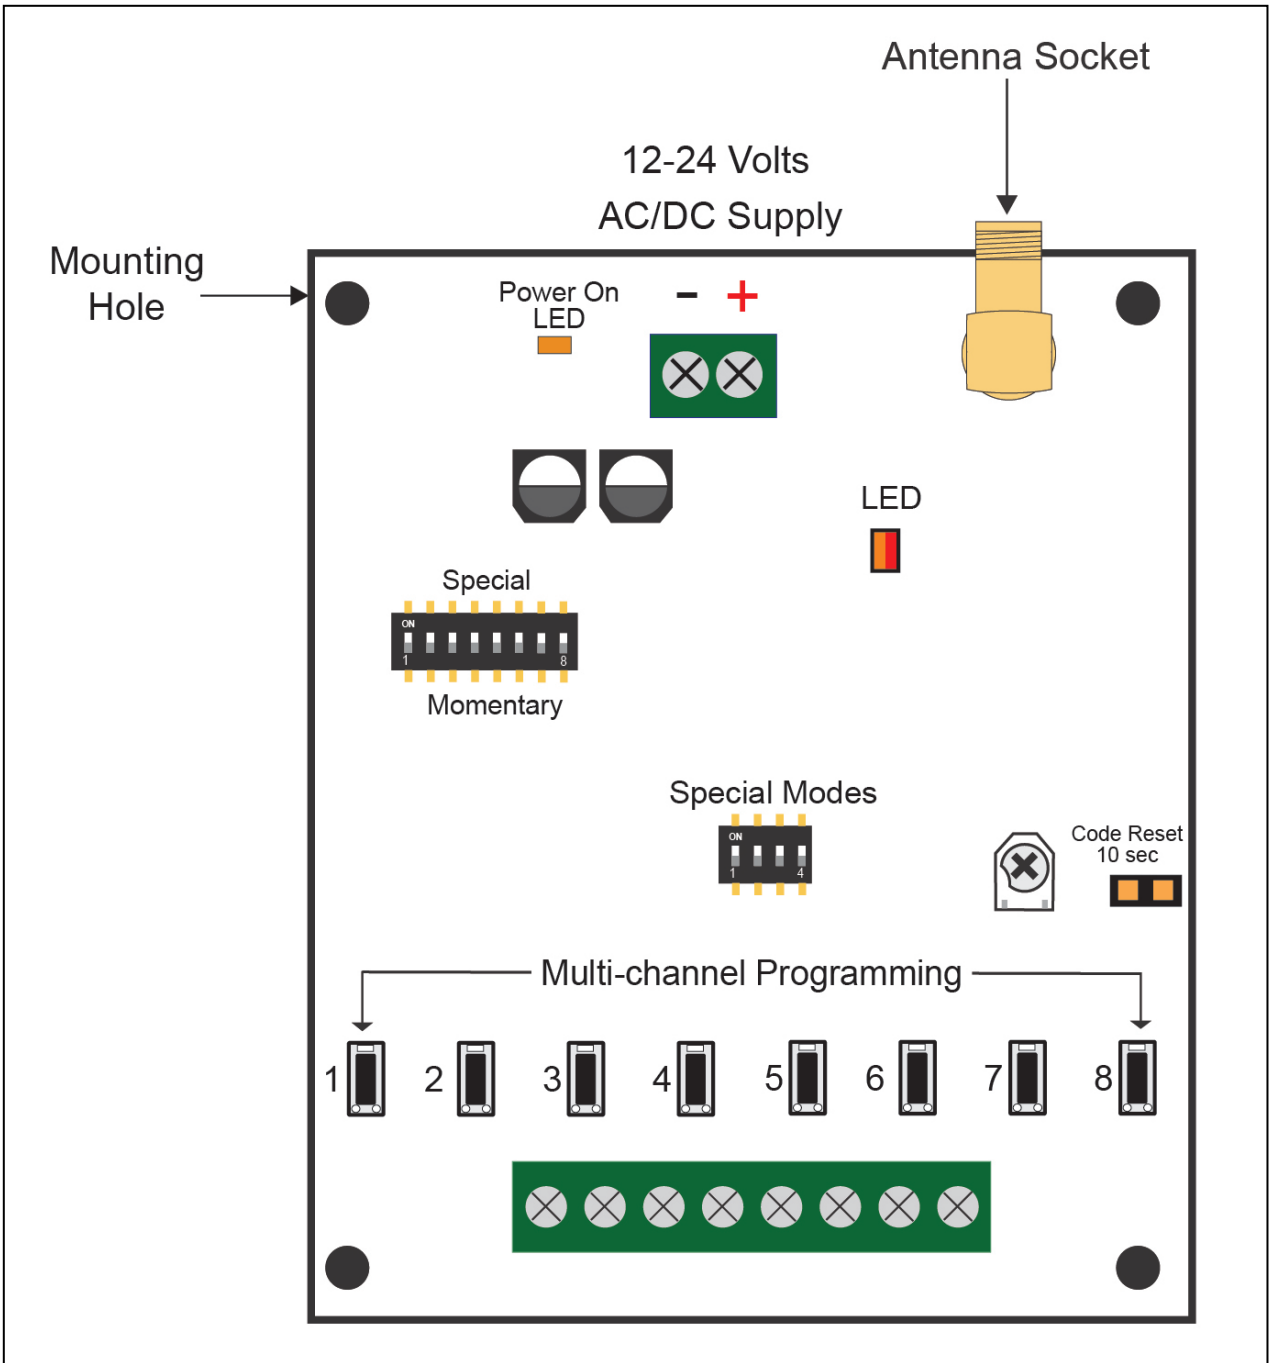 Antenna Socket
12-24 Volts
AC/DC Supply
Mounting
Hole
Power On
LED
- +
LED
Special
ON
1 8
Momentary
Special Modes
ON
1 4
Code Reset
10 sec
Multi-channel Programming
1 2 3 4 5 6 7 8